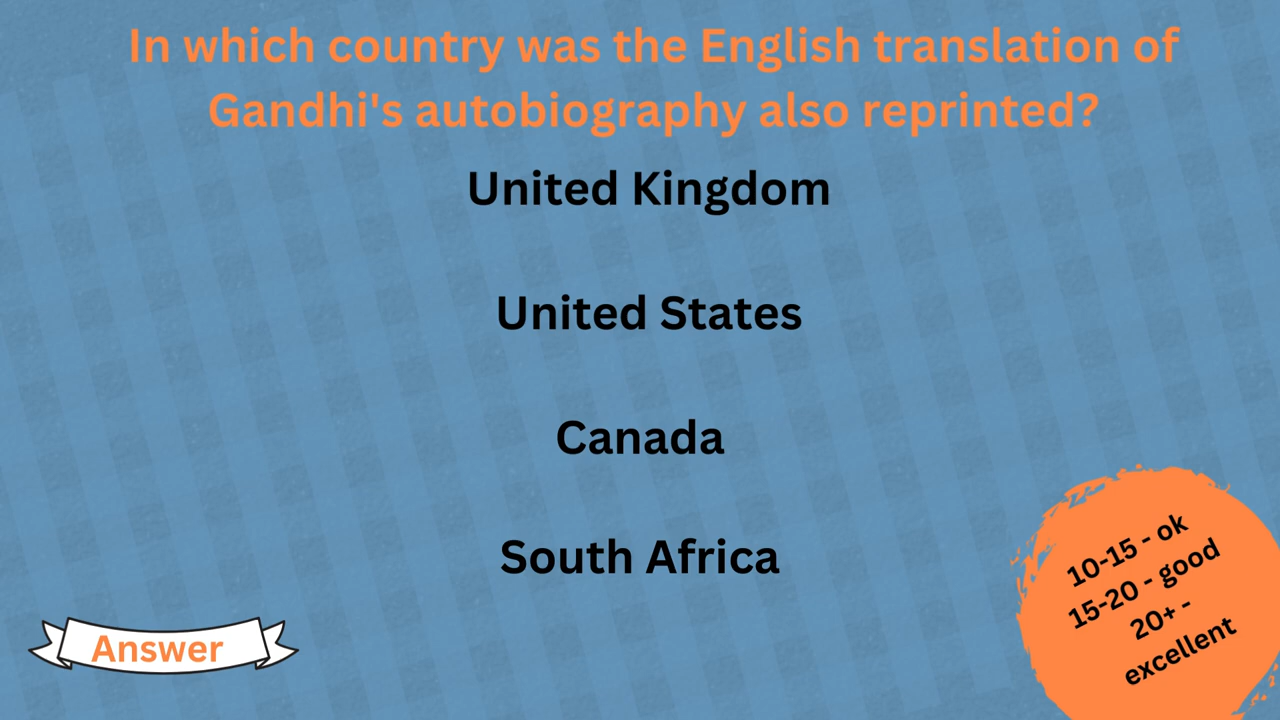 In which country was the English translation of
Gandhi's autobiography also reprinted?
United Kingdom
United States
Canada
South Africa
Answer
10-15 - ok
15-20 - good
20+ -
excellent